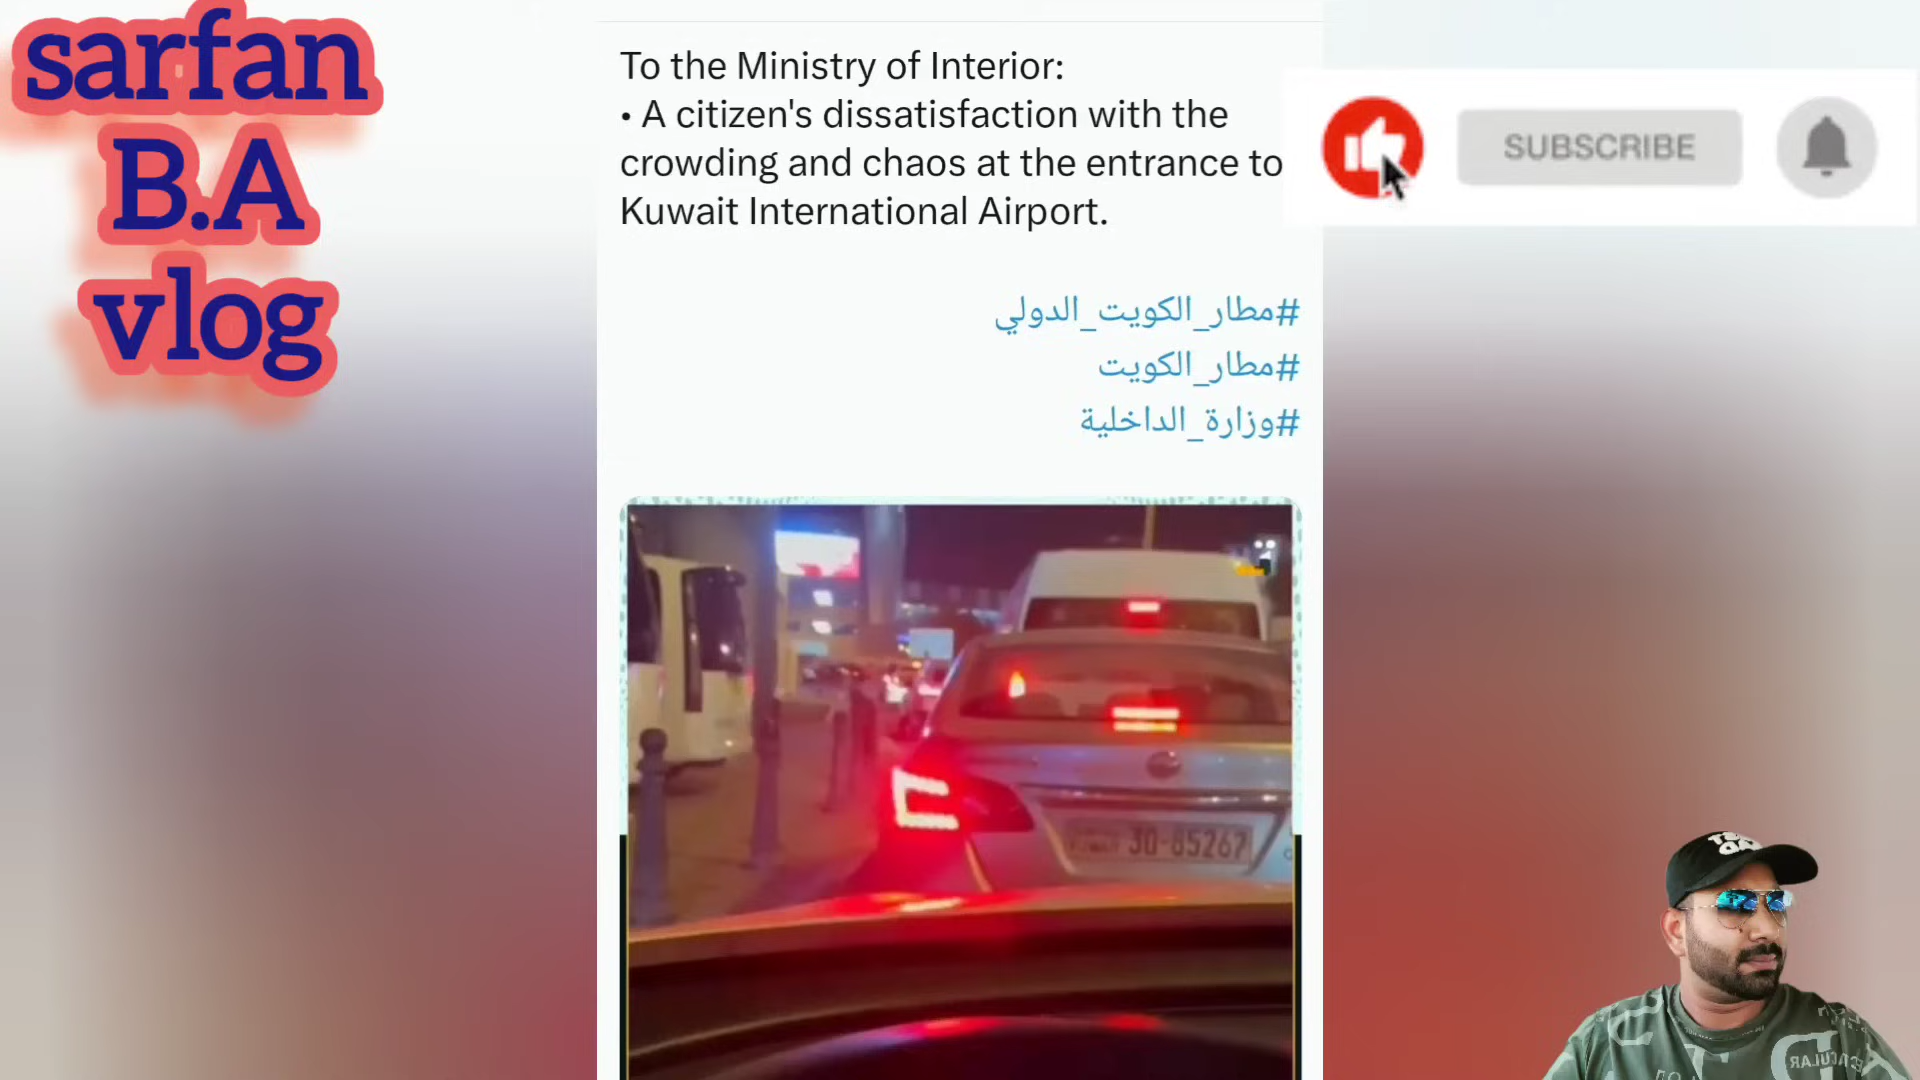 sarfan
B.A
vlog
To the Ministry of Interior:
• A citizen's dissatisfaction with the
crowding and chaos at the entrance to
Kuwait International Airport.
#مطار_الكويت_الدولي
#مطار_الكويت
#وزارة_الداخلية
SUBSCRIBE
30-85267